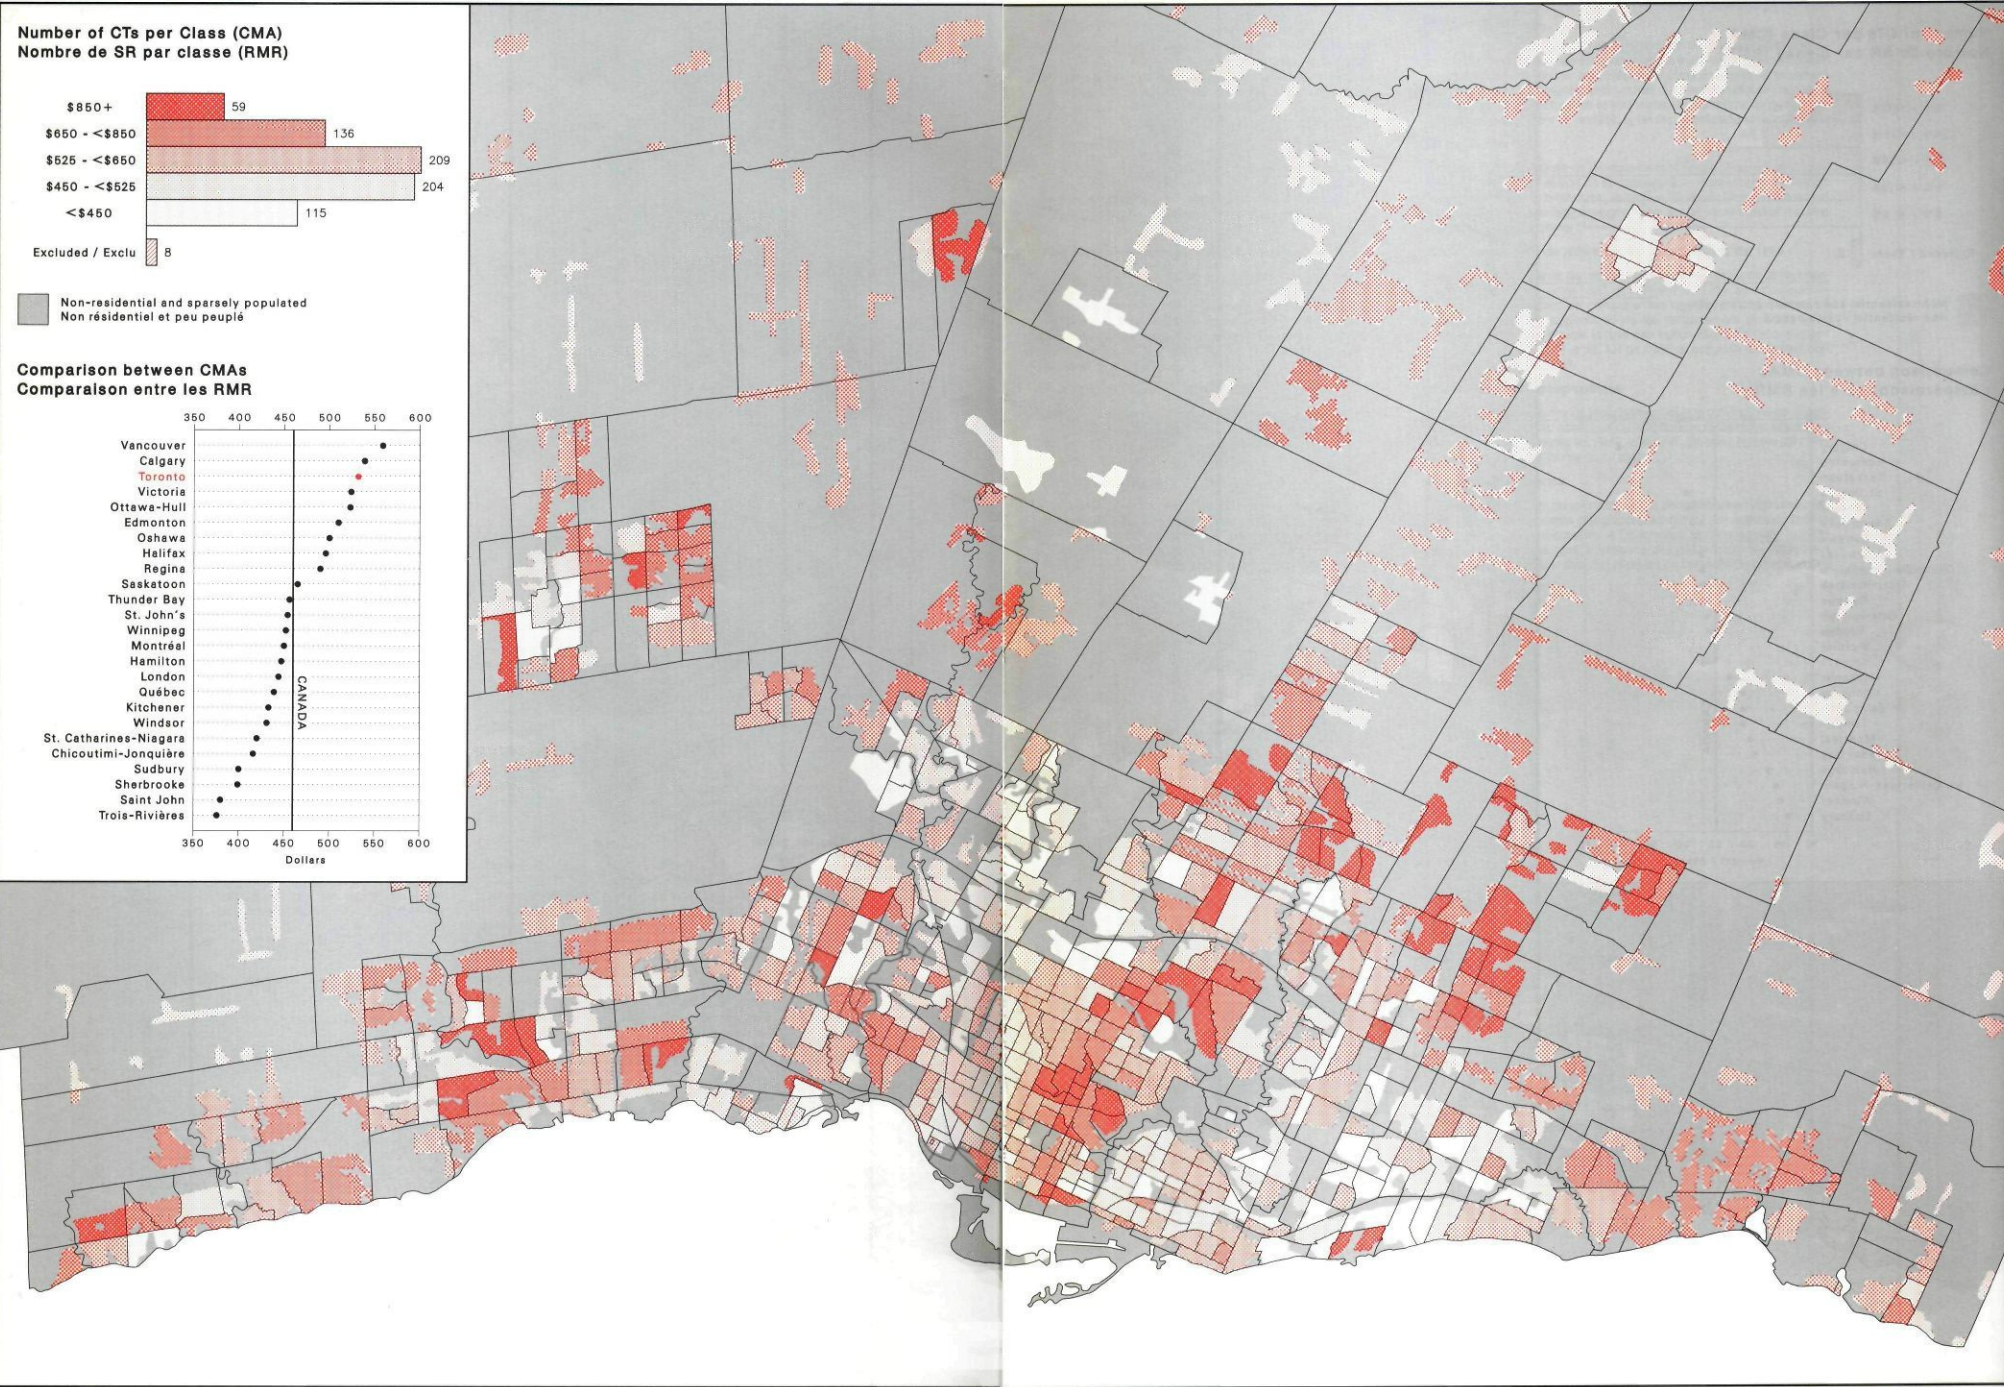 Number of CTs per Class (CMA)
Nombre de SR par classe (RMR)
$850+ 59
$650 - <$850 136
$525 - <$650 209
$450 - <$525 204
<$450 115
Excluded / Exclu 8
Non-residential and sparsely populated
Non résidentiel et peu peuplé
Comparison between CMAs
Comparaison entre les RMR
350 400 450 500 550 600
Vancouver
Calgary
Toronto
Victoria
Ottawa-Hull
Edmonton
Oshawa
Halifax
Regina
Saskatoon
Thunder Bay
St. John's
Winnipeg
Montréal
Hamilton
London
Québec
Kitchener
Windsor
St. Catharines-Niagara
Chicoutimi-Jonquière
Sudbury
Sherbrooke
Saint John
Trois-Rivières
CANADA
350 400 450 500 550 600
Dollars